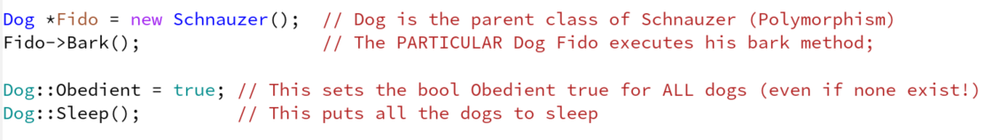 Dog *Fido = new Schnauzer();  // Dog is the parent class of Schnauzer (Polymorphism)
Fido->Bark();                 // The PARTICULAR Dog Fido executes his bark method;
Dog::Obedient = true; // This sets the bool Obedient true for ALL dogs (even if none exist!)
Dog::Sleep();         // This puts all the dogs to sleep